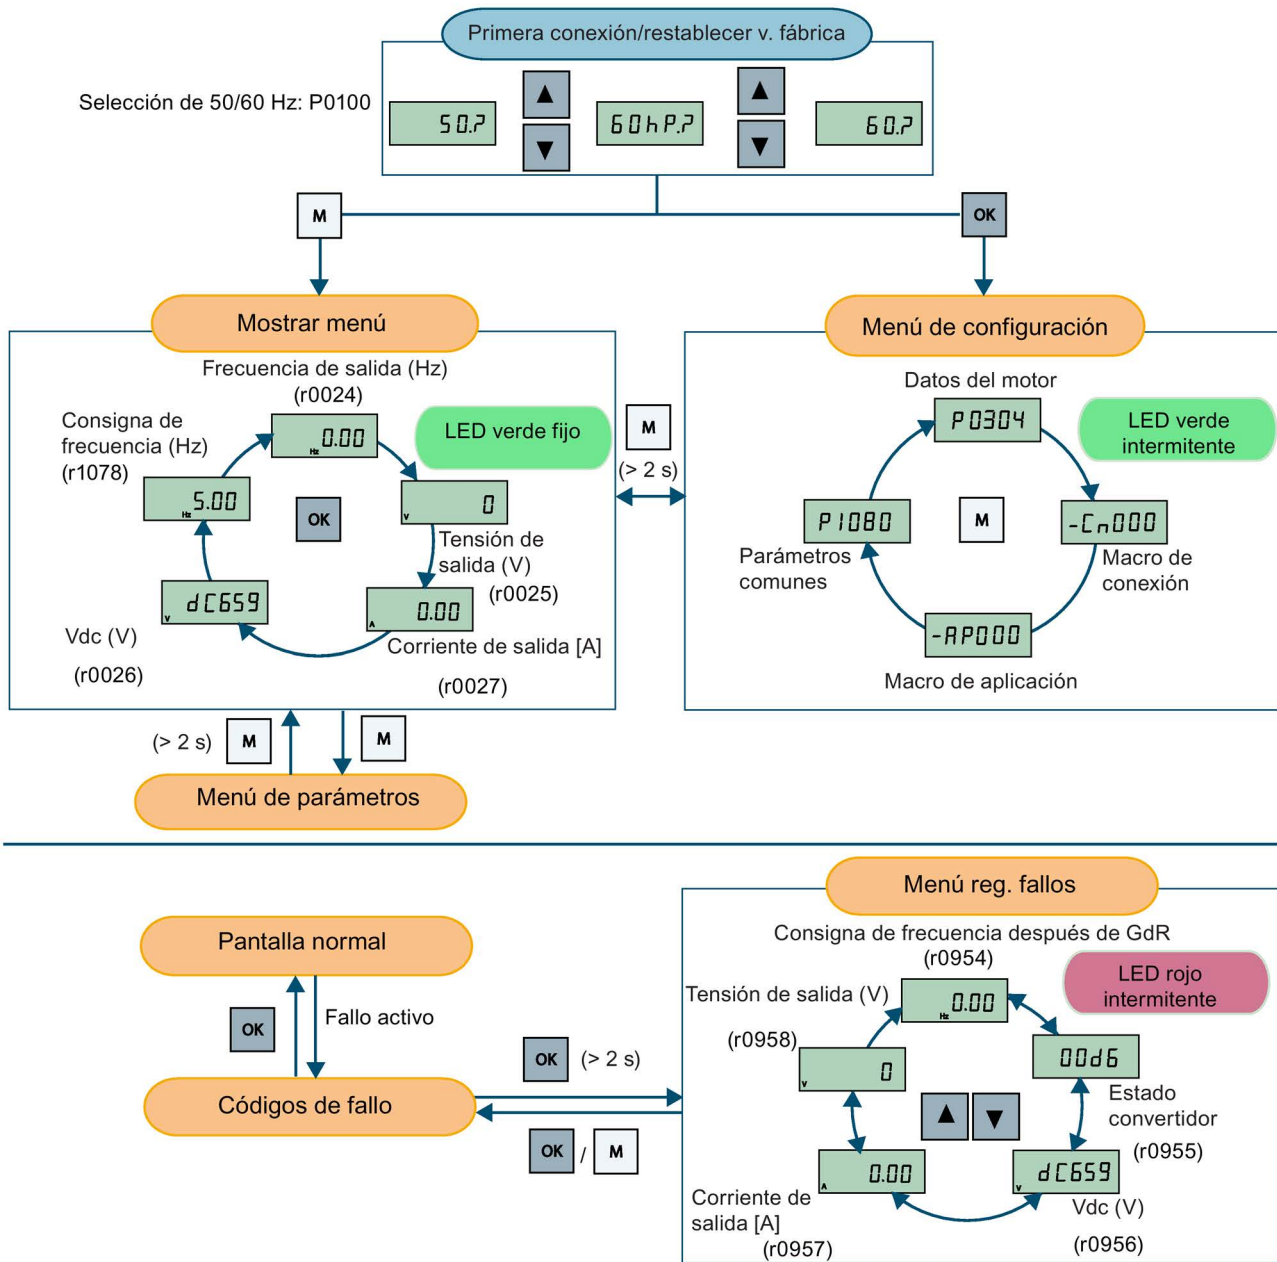 Primera conexión/restablecer v. fábrica
Selección de 50/60 Hz: P0100
50.?
▲
▼
60hP.?
▲
▼
60.?
M
OK
Mostrar menú
Frecuencia de salida (Hz)
(r0024)
Hz 0.00
LED verde fijo
Consigna de
frecuencia (Hz)
(r1078)
Hz 5.00
OK
V 0
Tensión de
salida (V)
(r0025)
V dC659
Vdc (V)
(r0026)
A 0.00
Corriente de salida [A]
(r0027)
M
(> 2 s)
Menú de configuración
Datos del motor
P0304
LED verde
intermitente
P1080
Parámetros
comunes
M
-Cn000
Macro de
conexión
-AP000
Macro de aplicación
(> 2 s)
M
M
Menú de parámetros
Pantalla normal
OK
Fallo activo
Códigos de fallo
OK
(> 2 s)
OK
/
M
Menú reg. fallos
Consigna de frecuencia después de GdR
(r0954)
Hz 0.00
LED rojo
intermitente
Tensión de salida (V)
(r0958)
V 0
00d6
Estado
convertidor
(r0955)
▲
▼
A 0.00
Corriente de
salida [A]
(r0957)
V dC659
Vdc (V)
(r0956)